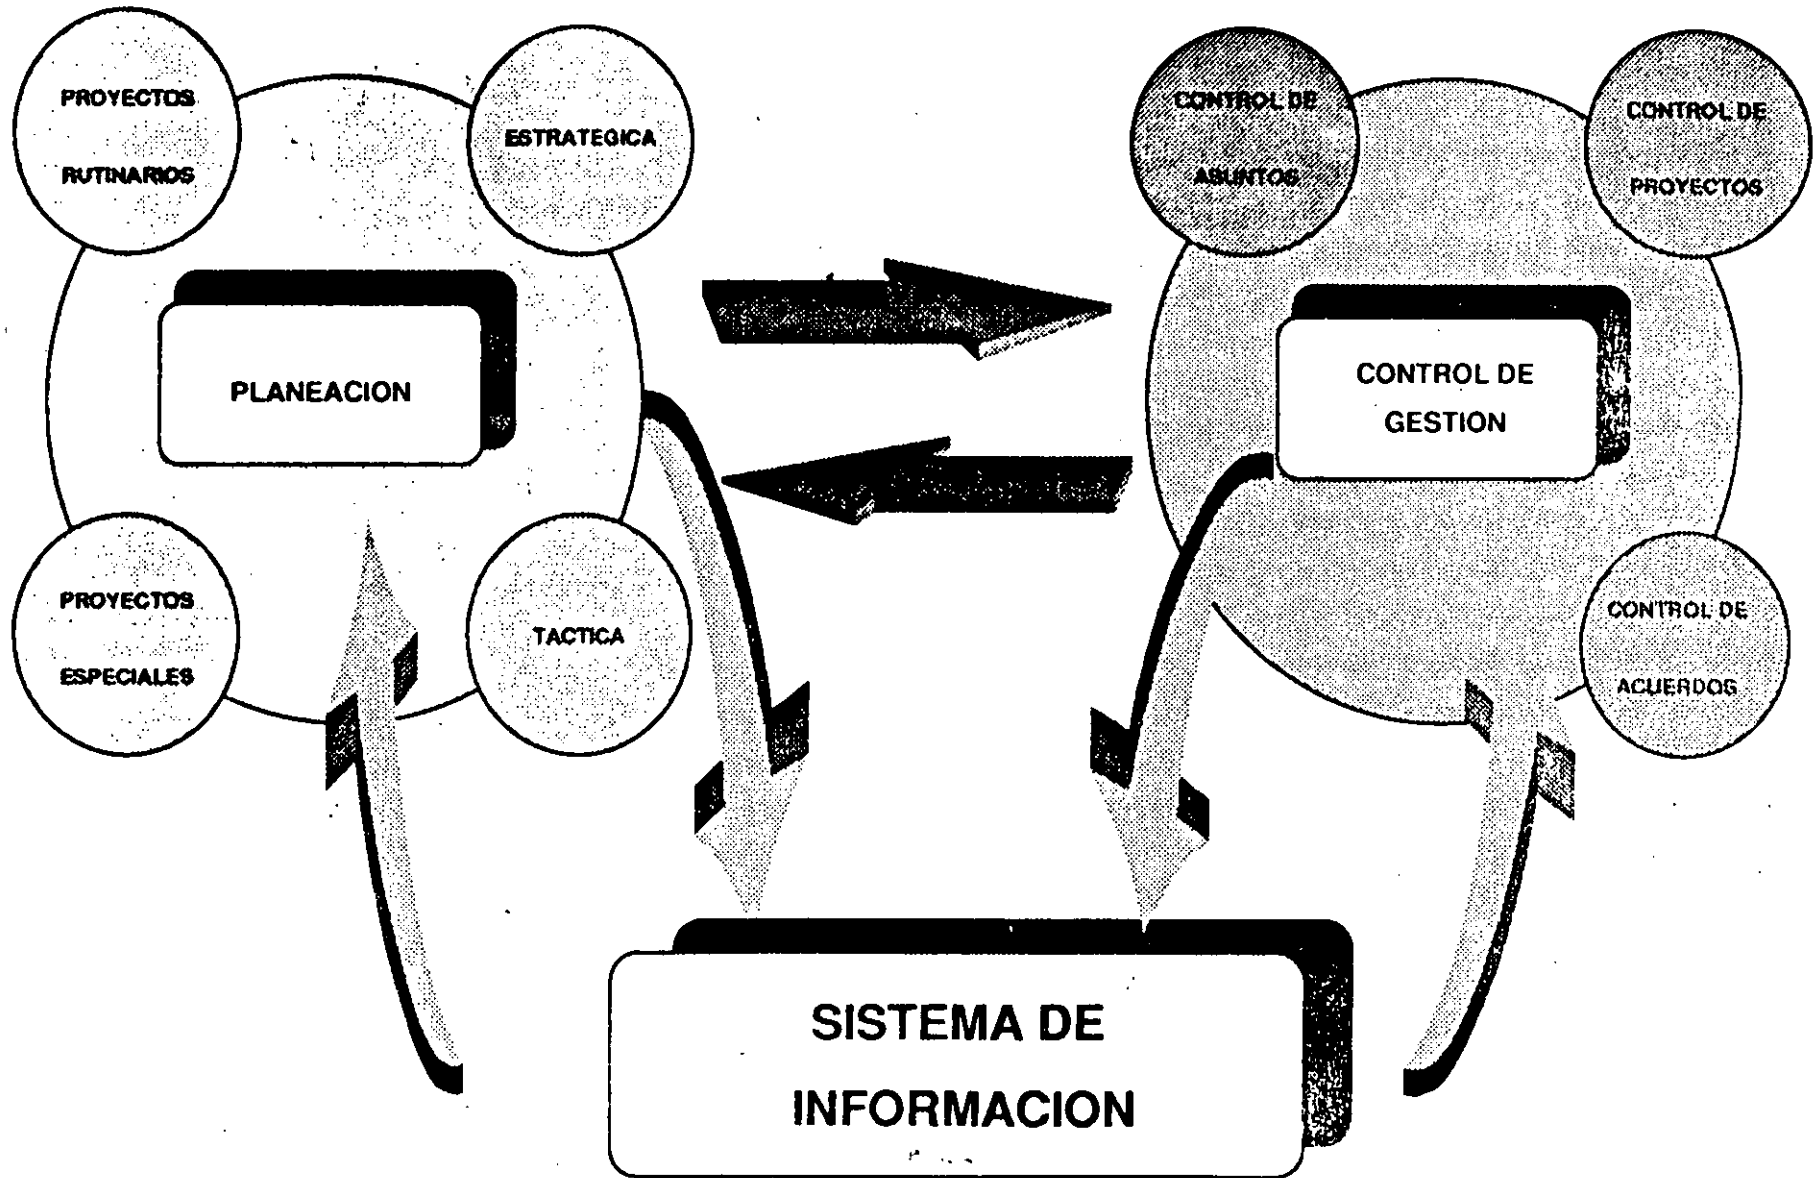 PROYECTOS
RUTINARIOS
ESTRATEGICA
PLANEACION
PROYECTOS
ESPECIALES
TACTICA
CONTROL DE
ASUNTOS
CONTROL DE
PROYECTOS
CONTROL DE
GESTION
CONTROL DE
ACUERDOS
SISTEMA DE
INFORMACION